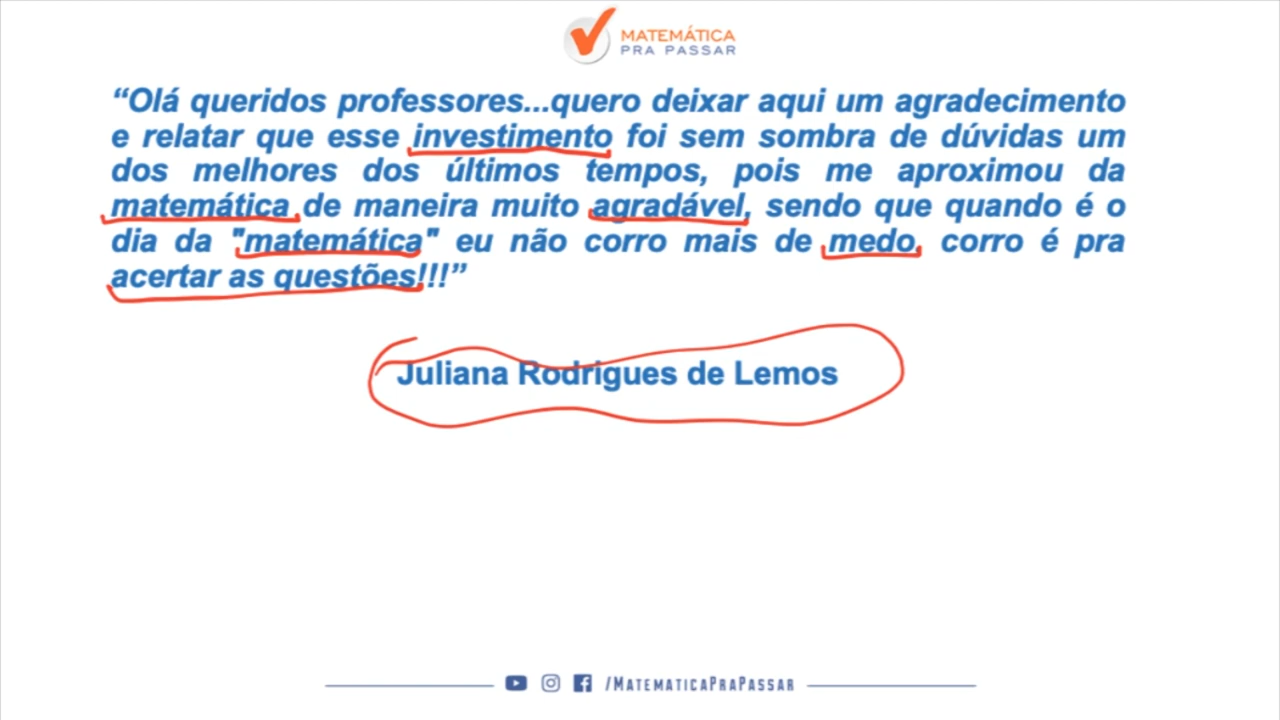 MATEMÁTICA
PRA PASSAR
“Olá queridos professores...quero deixar aqui um agradecimento
e relatar que esse investimento foi sem sombra de dúvidas um
dos melhores dos últimos tempos, pois me aproximou da
matemática de maneira muito agradável, sendo que quando é o
dia da "matemática" eu não corro mais de medo, corro é pra
acertar as questões!!!”
Juliana Rodrigues de Lemos
/MatematicaPraPassar